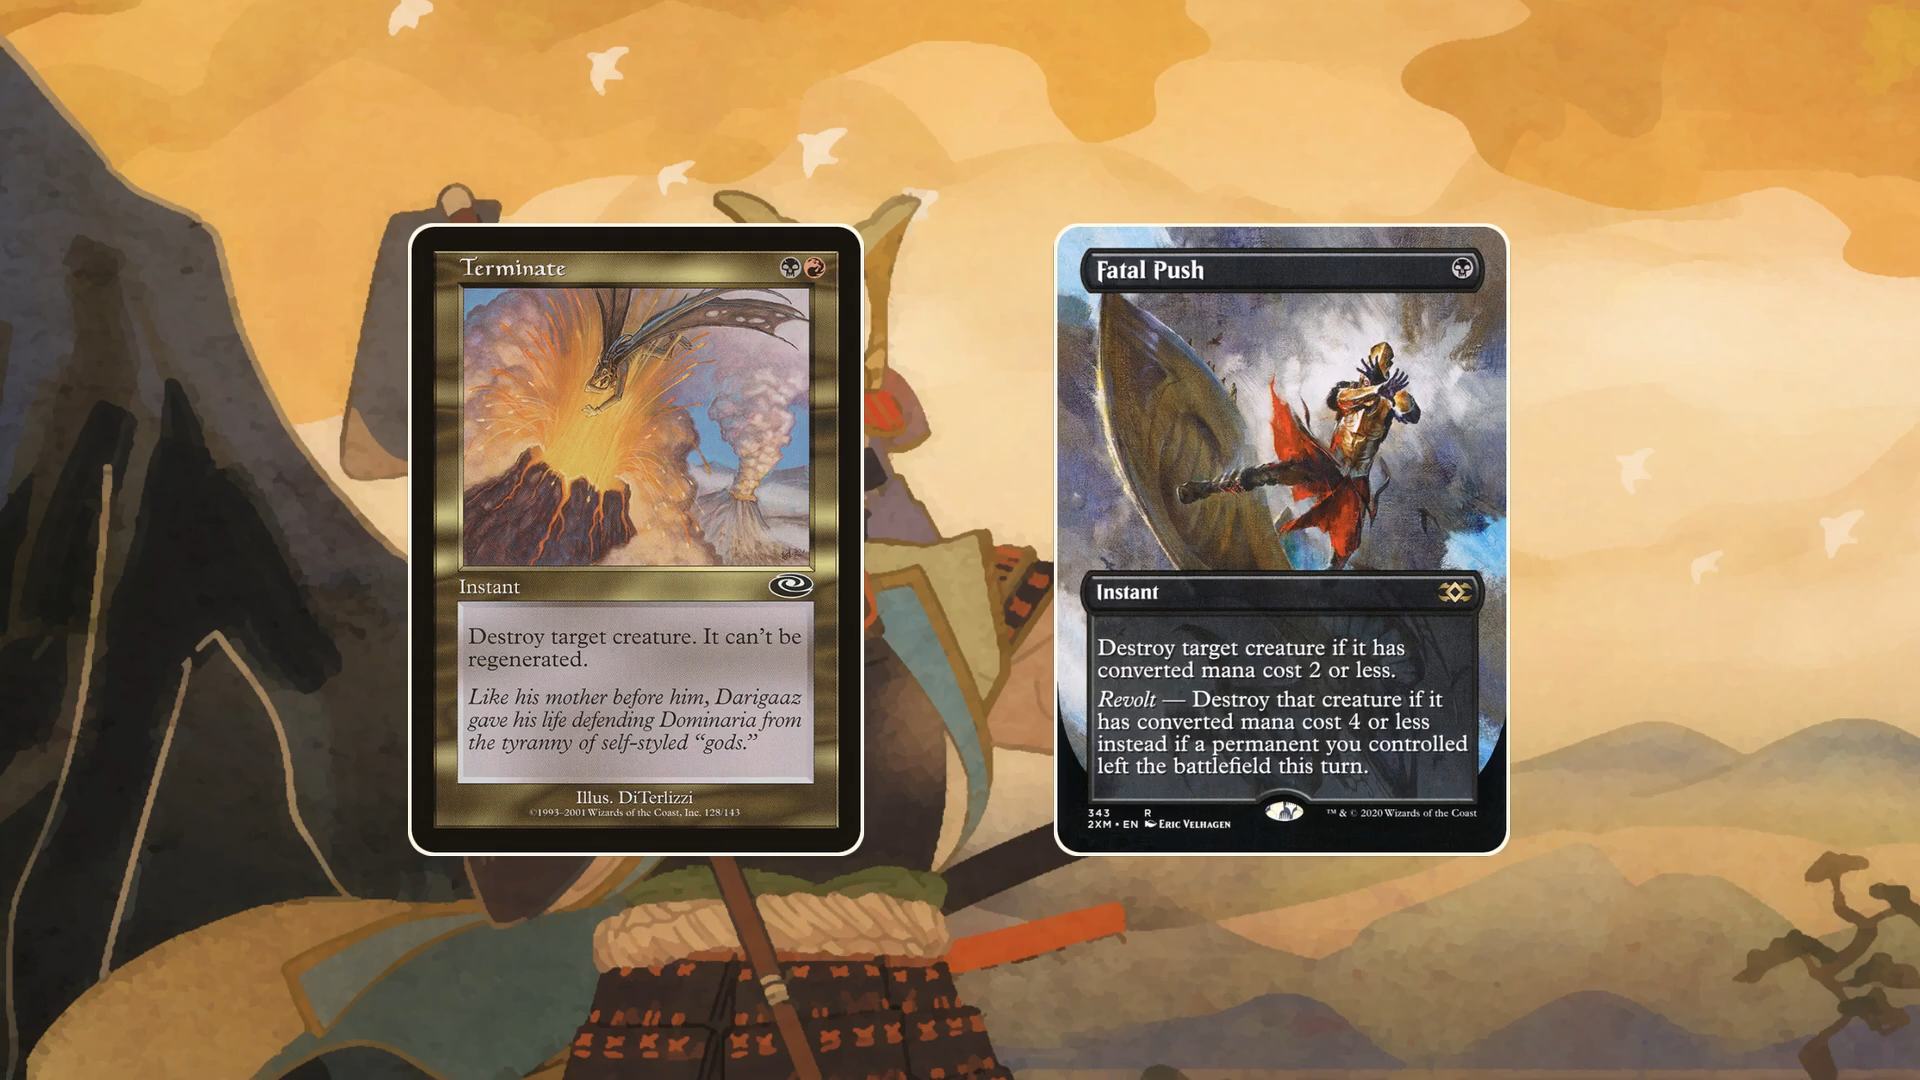 Terminate
Instant
Destroy target creature. It can't be
regenerated.
Like his mother before him, Darigaaz
gave his life defending Dominaria from
the tyranny of self-styled “gods.”
Illus. DiTerlizzi
©1993–2001 Wizards of the Coast, Inc. 128/143
Fatal Push
Instant
Destroy target creature if it has
converted mana cost 2 or less.
Revolt — Destroy that creature if it
has converted mana cost 4 or less
instead if a permanent you controlled
left the battlefield this turn.
343 R
2XM • EN Eric Velhagen
™ & © 2020 Wizards of the Coast